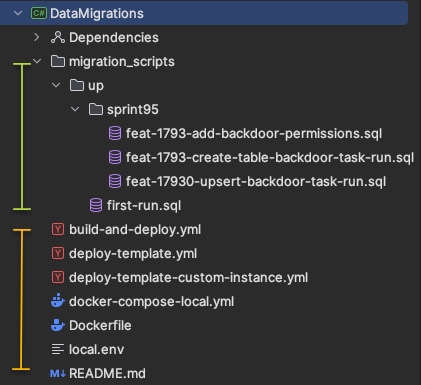 C# DataMigrations
Dependencies
migration_scripts
up
sprint95
feat-1793-add-backdoor-permissions.sql
feat-1793-create-table-backdoor-task-run.sql
feat-17930-upsert-backdoor-task-run.sql
first-run.sql
Y build-and-deploy.yml
Y deploy-template.yml
Y deploy-template-custom-instance.yml
docker-compose-local.yml
Dockerfile
local.env
M↓ README.md